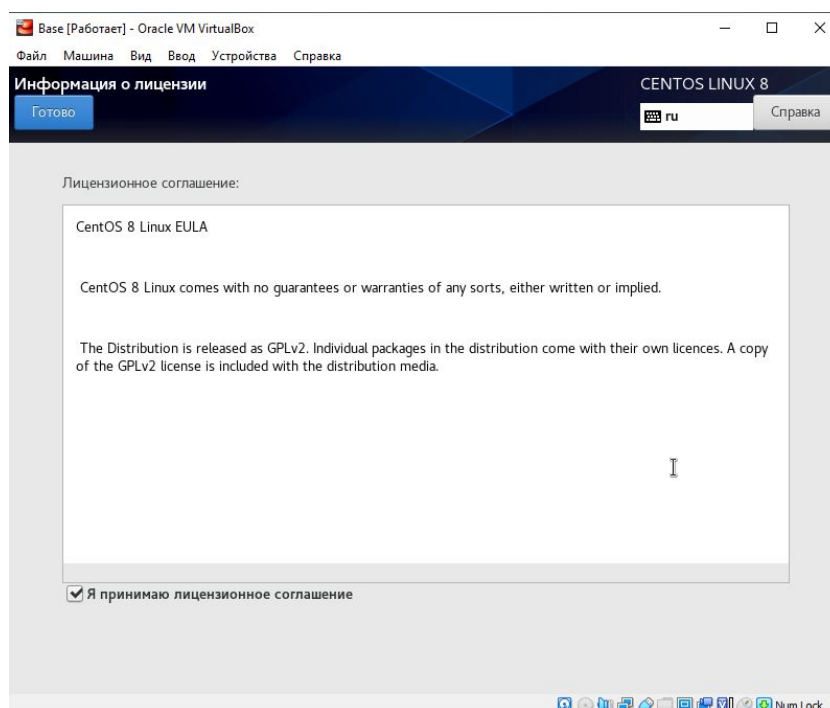 Base [Работает] - Oracle VM VirtualBox
Файл Машина Вид Ввод Устройства Справка
Информация о лицензии
CENTOS LINUX 8
Готово
ru
Справка
Лицензионное соглашение:
CentOS 8 Linux EULA
CentOS 8 Linux comes with no guarantees or warranties of any sorts, either written or implied.
The Distribution is released as GPLv2. Individual packages in the distribution come with their own licences. A copy
of the GPLv2 license is included with the distribution media.
Я принимаю лицензионное соглашение
Num Lock